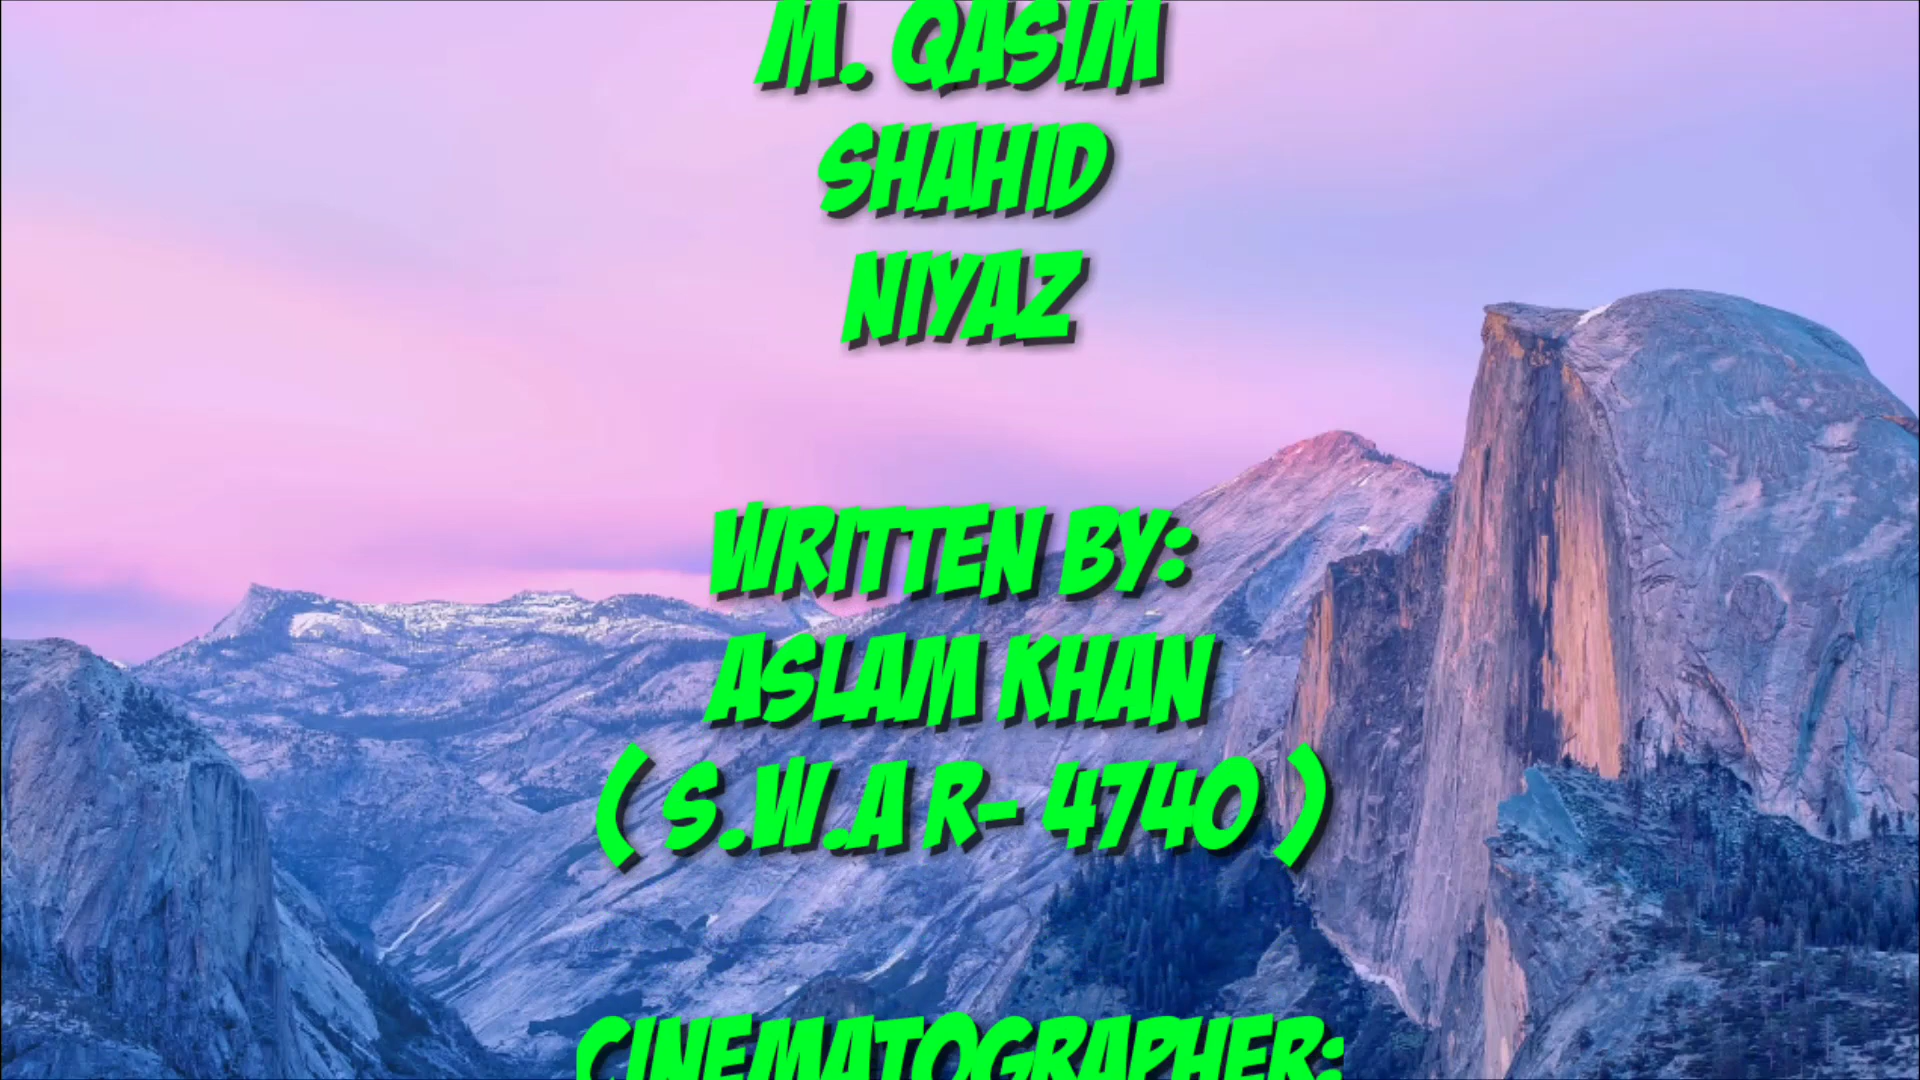 M. QASIM
SHAHID
NIYAZ
WRITTEN BY:
ASLAM KHAN
( S.W.A R- 4740 )
CINEMATOGRAPHER: